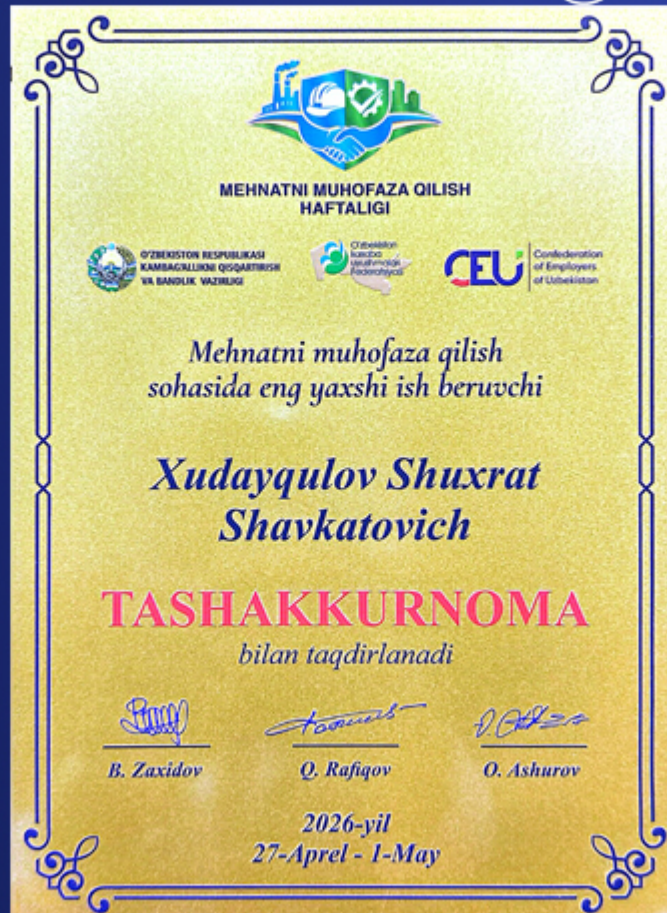 MEHNATNI MUHOFAZA QILISH
HAFTALIGI
O'ZBEKISTON RESPUBLIKASI
KAMBAG'ALLIKNI QISQARTIRISH
VA BANDLIK VAZIRLIGI
O'zbekiston
kasaba
uyushmalari
Federatsiyasi
CEU
Confederation
of Employers
of Uzbekistan
Mehnatni muhofaza qilish
sohasida eng yaxshi ish beruvchi
Xudayqulov Shuxrat
Shavkatovich
TASHAKKURNOMA
bilan taqdirlanadi
B. Zaxidov
Q. Rafiqov
O. Ashurov
2026-yil
27-Aprel - 1-May